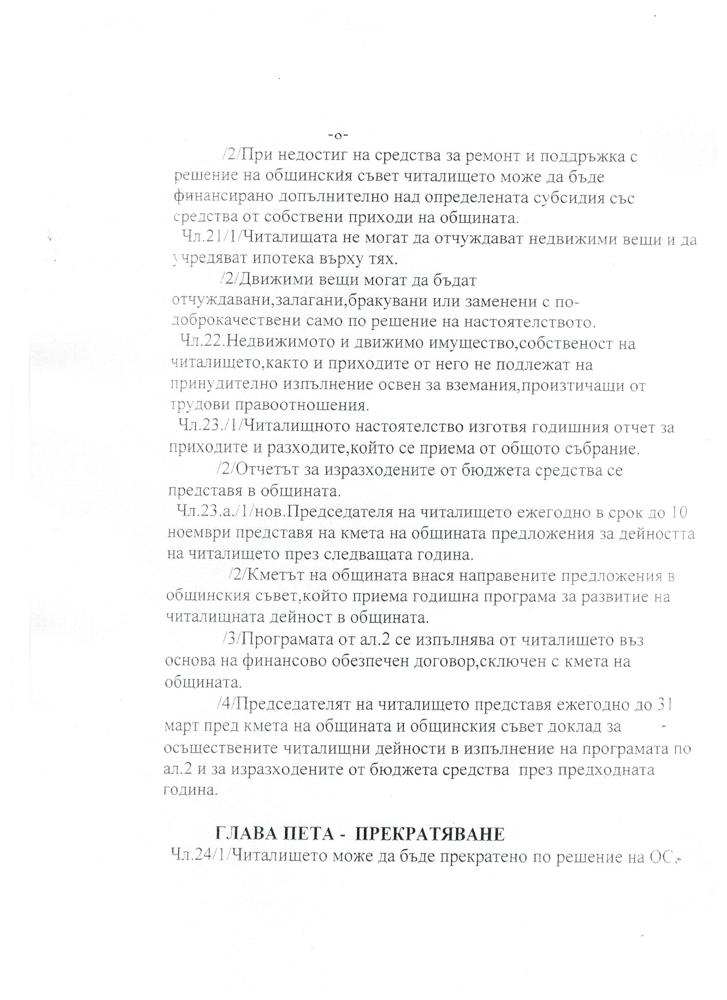 -о-
/2/При недостиг на средства за ремонт и поддръжка с
решение на общинския съвет читалището може да бъде
финансирано допълнително над определената субсидия със
средства от собствени приходи на общината.
Чл.21/1/Читалищата не могат да отчуждават недвижими вещи и да
учредяват ипотека върху тях.
/2/Движими вещи могат да бъдат
отчуждавани,залагани,бракувани или заменени с по-
доброкачествени само по решение на настоятелството.
Чл.22.Недвижимото и движимо имущество,собственост на
читалището,както и приходите от него не подлежат на
принудително изпълнение освен за вземания,произтичащи от
трудови правоотношения.
Чл.23./1/Читалищното настоятелство изготвя годишния отчет за
приходите и разходите,който се приема от общото събрание.
/2/Отчетът за изразходените от бюджета средства се
представя в общината.
Чл.23.а./1/нов.Председателя на читалището ежегодно в срок до 10
ноември представя на кмета на общината предложения за дейността
на читалището през следващата година.
/2/Кметът на общината внася направените предложения в
общинския съвет,който приема годишна програма за развитие на
читалищната дейност в общината.
/3/Програмата от ал.2 се изпълнява от читалището въз
основа на финансово обезпечен договор,сключен с кмета на
общината.
/4/Председателят на читалището представя ежегодно до 31
март пред кмета на общината и общинския съвет доклад за
осъществените читалищни дейности в изпълнение на програмата по
ал.2 и за изразходените от бюджета средства през предходната
година.
ГЛАВА ПЕТА - ПРЕКРАТЯВАНЕ
Чл.24/1/Читалището може да бъде прекратено по решение на ОС,-